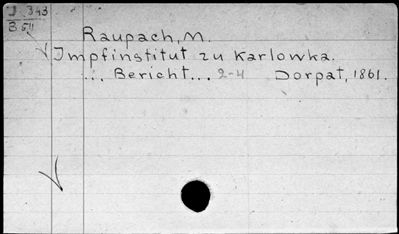 Raupach, M.
Impfinstitut zu Karlowka.
... Bericht... 2-4 Dorpat, 1861.